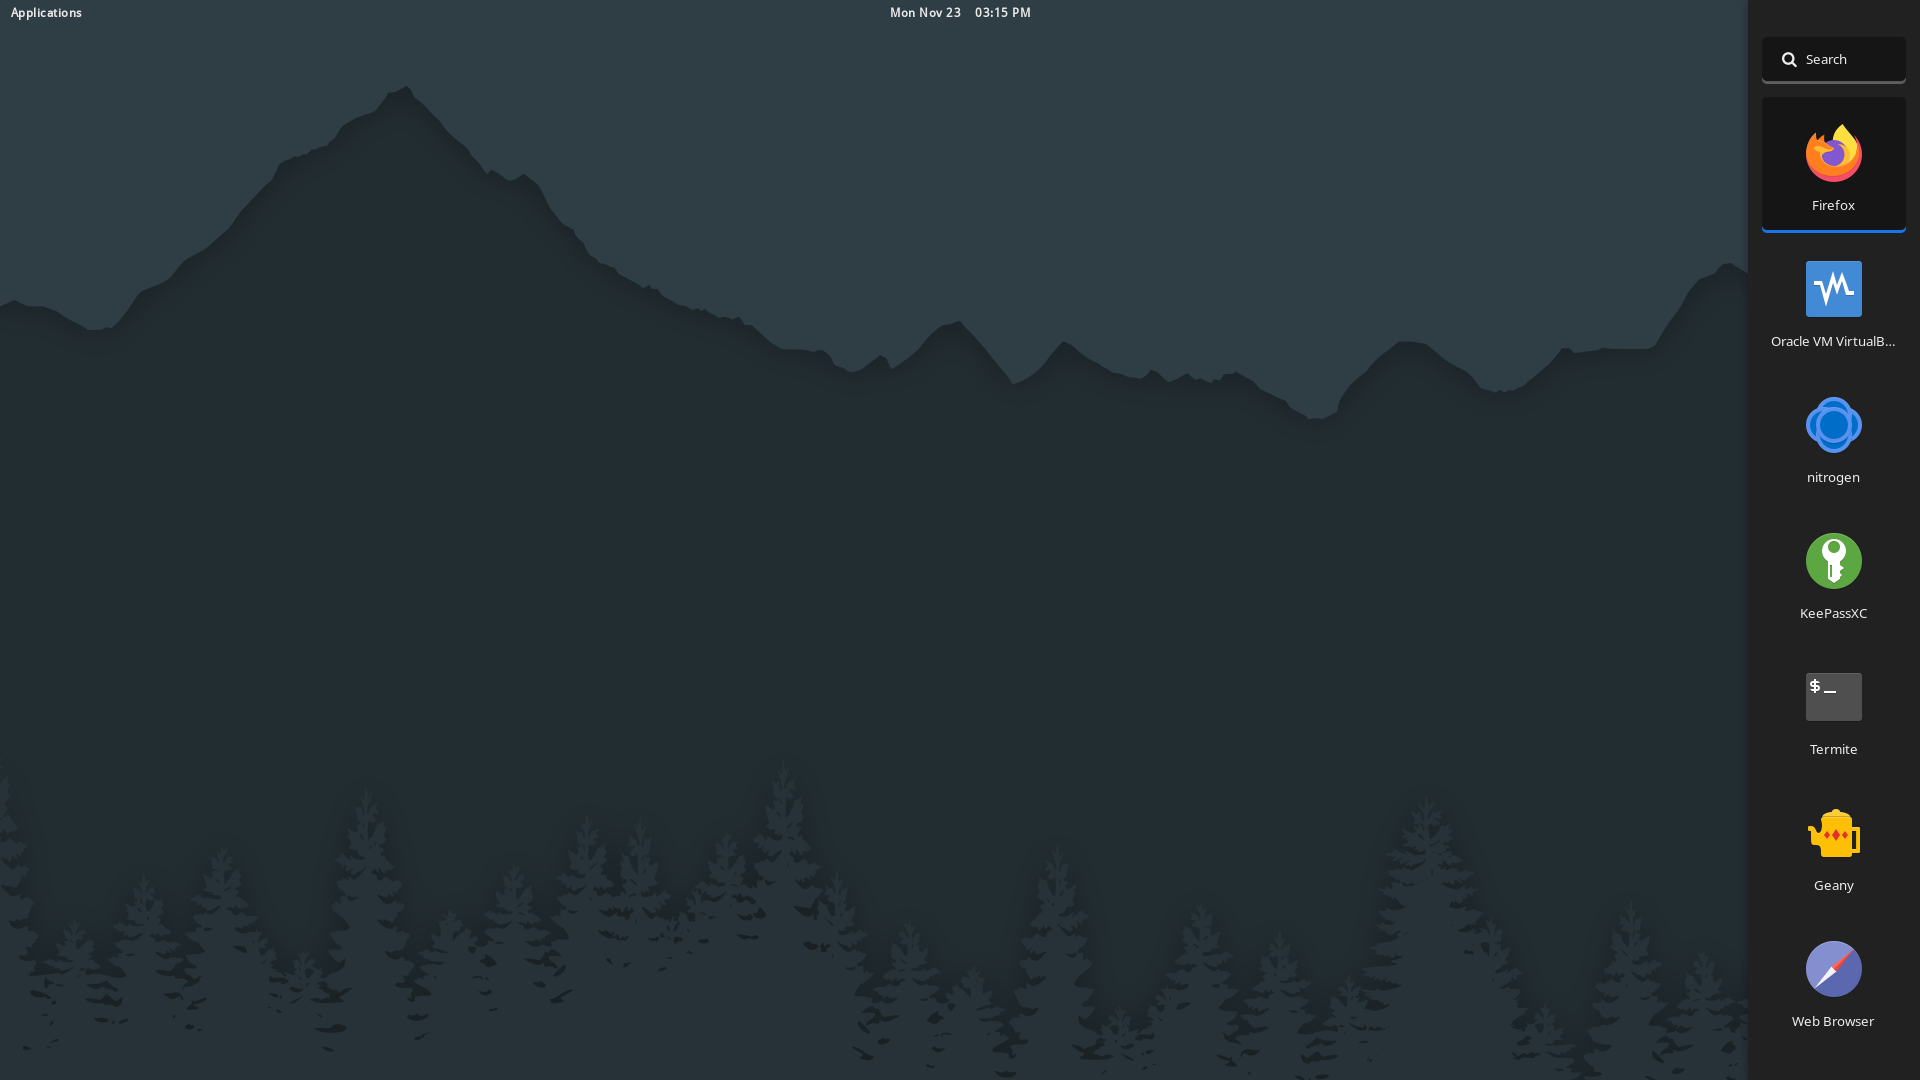 Applications
Mon Nov 23 03:15 PM
Search
Firefox
Oracle VM VirtualB...
nitrogen
KeePassXC
$_
Termite
Geany
Web Browser